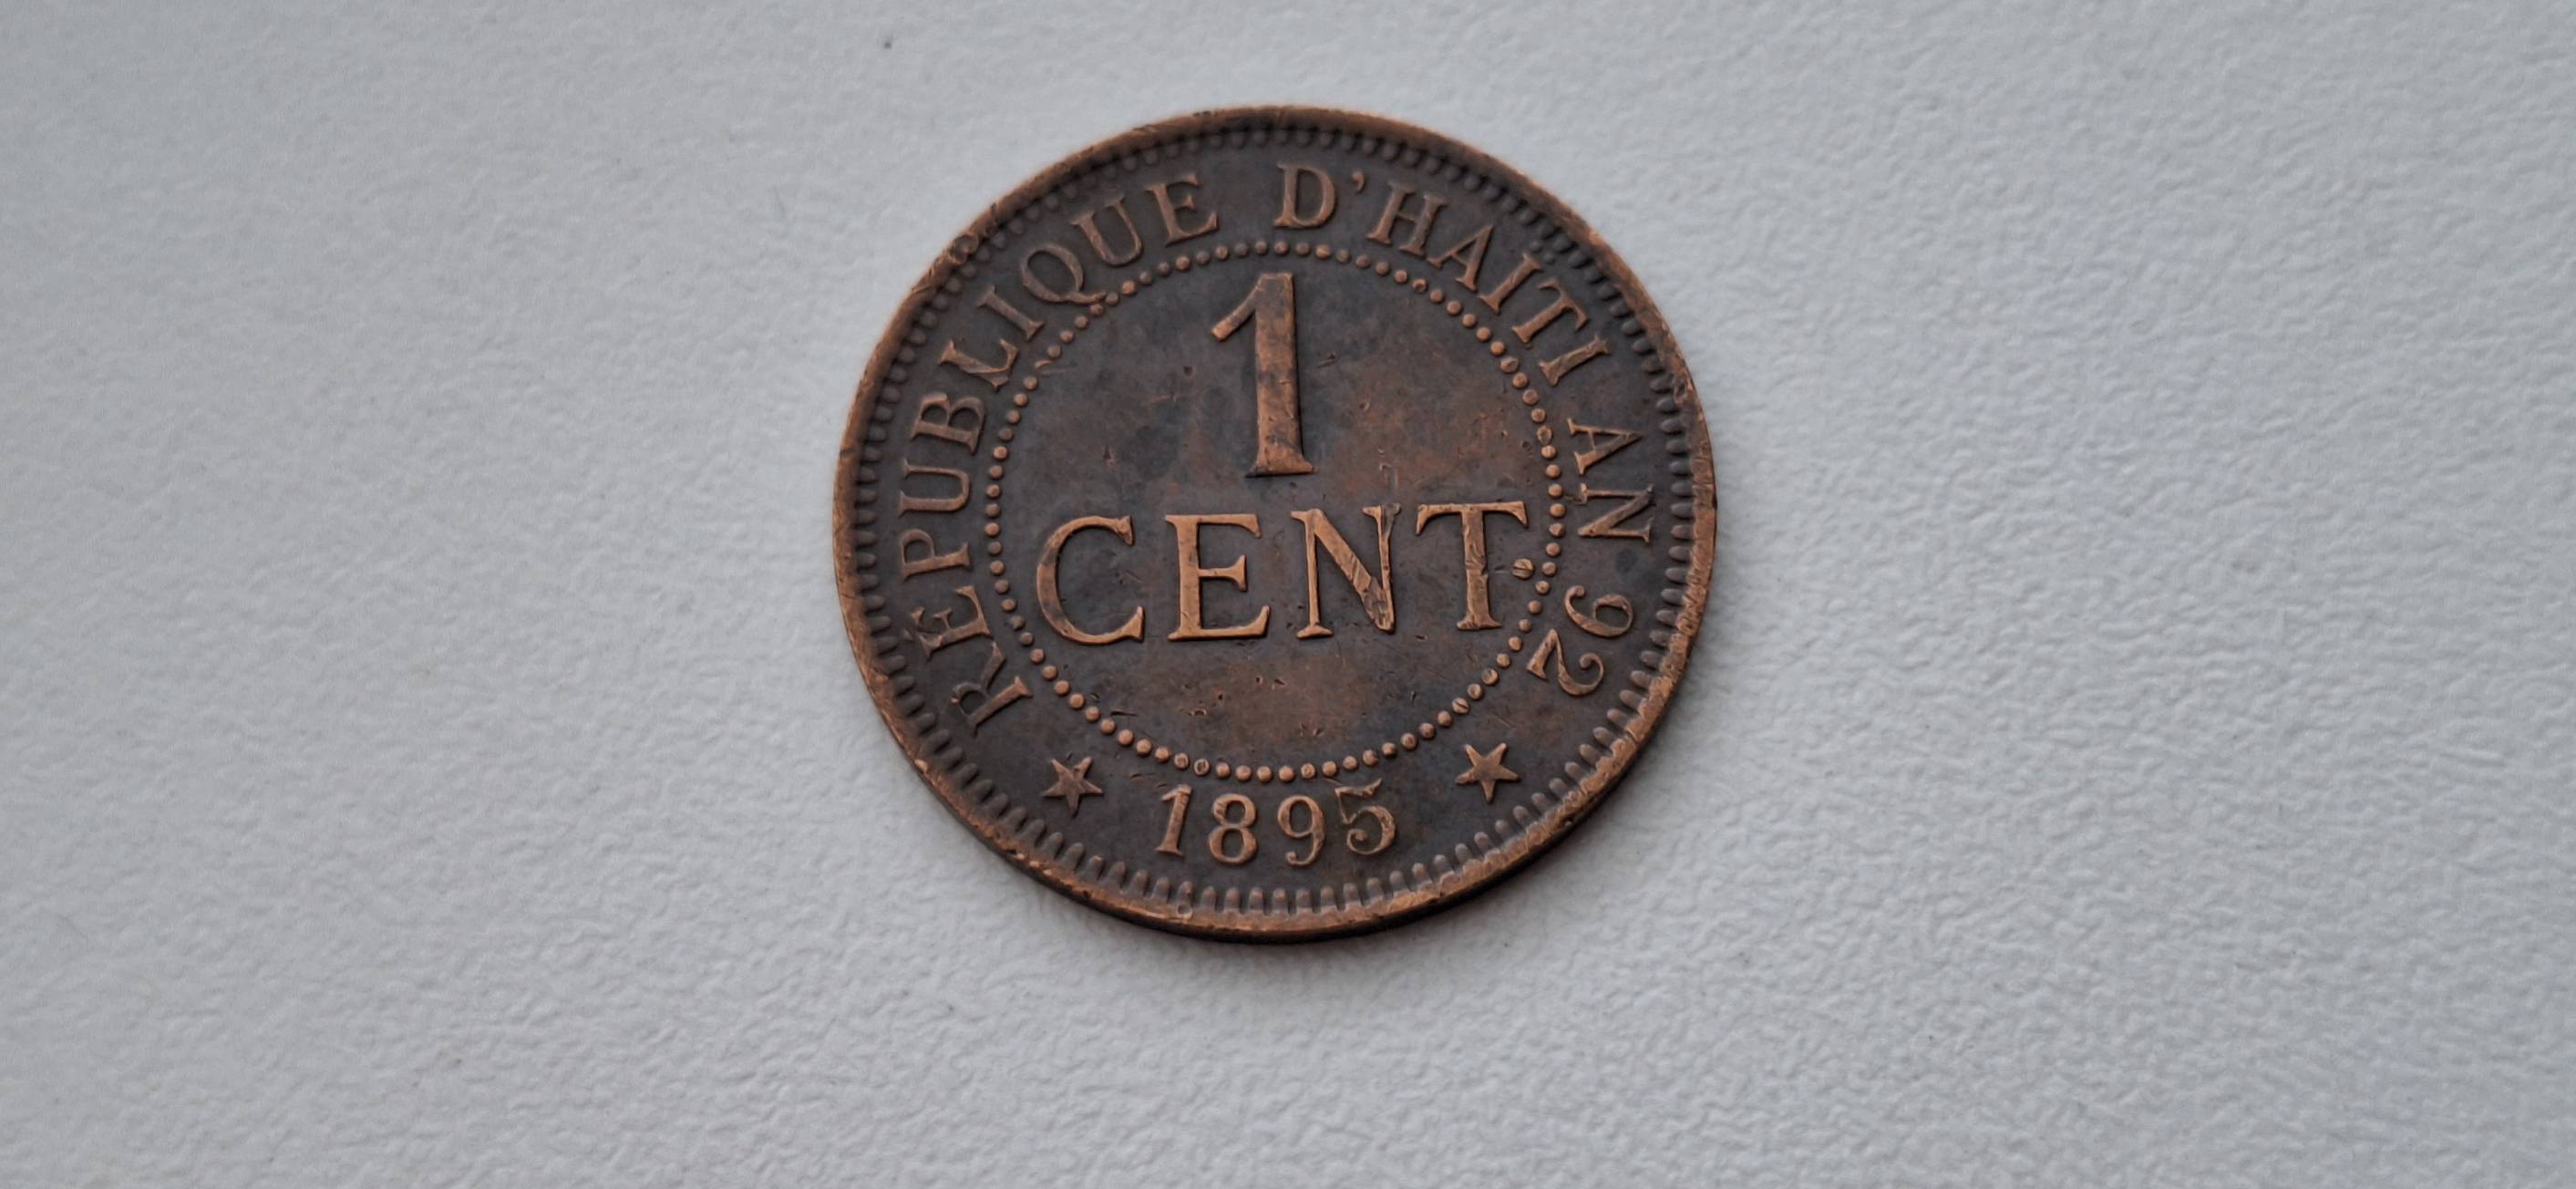 RÉPUBLIQUE D'HAITI AN 92
1
CENT.
1895